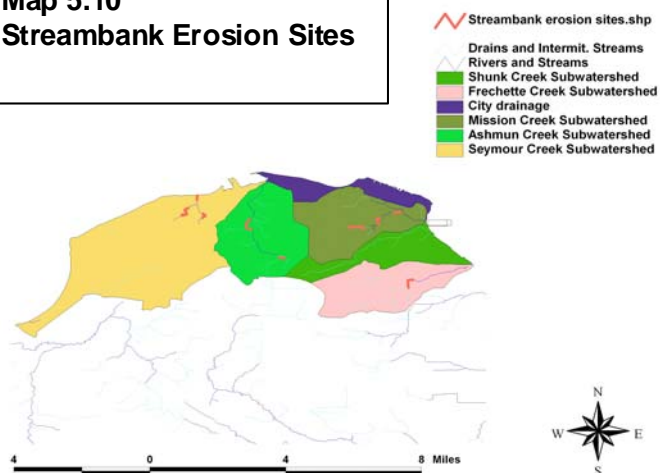 Map 5.10
Streambank Erosion Sites
Streambank erosion sites.shp
Drains and Intermit. Streams
Rivers and Streams
Shunk Creek Subwatershed
Frechette Creek Subwatershed
City drainage
Mission Creek Subwatershed
Ashmun Creek Subwatershed
Seymour Creek Subwatershed
N
W E
S
4 0 4 8 Miles